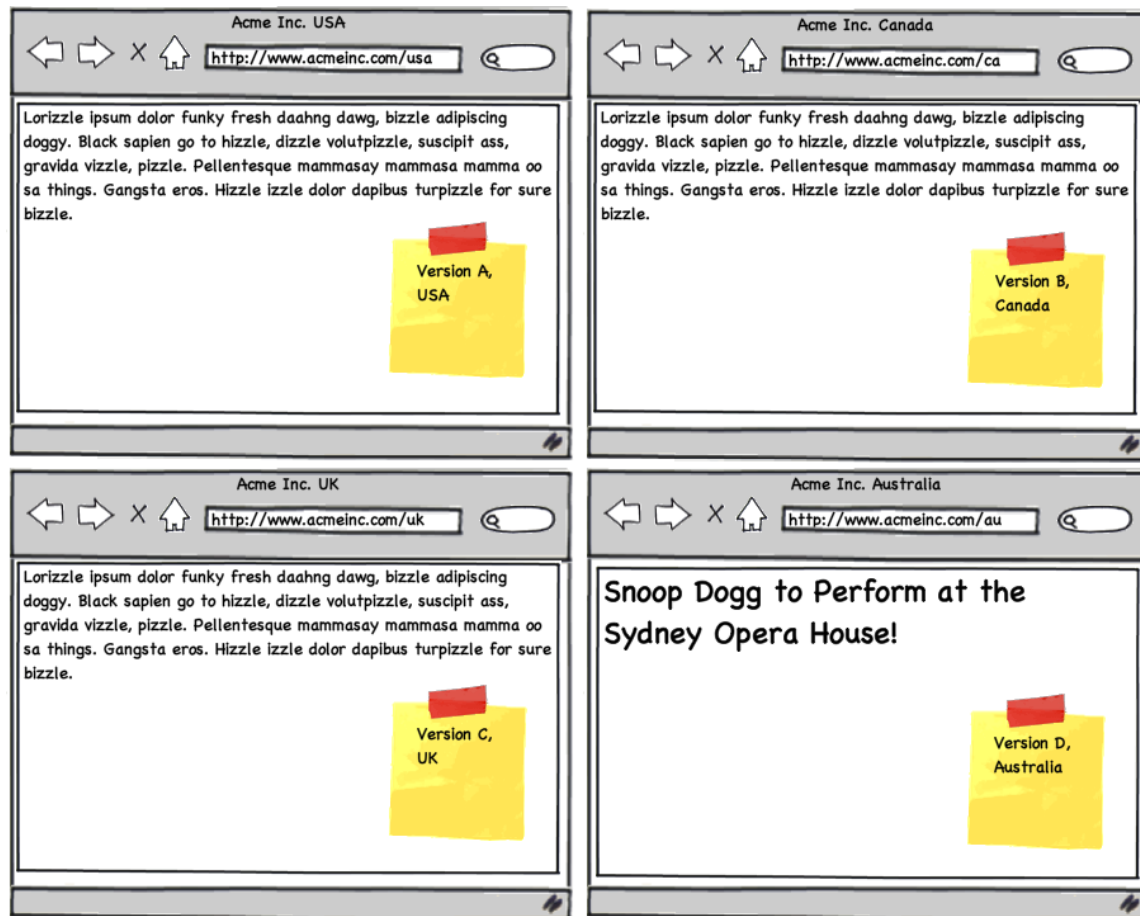 Acme Inc. USA
http://www.acmeinc.com/usa
Lorizzle ipsum dolor funky fresh daahng dawg, bizzle adipiscing
doggy. Black sapien go to hizzle, dizzle volutpizzle, suscipit ass,
gravida vizzle, pizzle. Pellentesque mammasay mammasa mamma oo
sa things. Gangsta eros. Hizzle izzle dolor dapibus turpizzle for sure
bizzle.
Version A,
USA
Acme Inc. Canada
http://www.acmeinc.com/ca
Lorizzle ipsum dolor funky fresh daahng dawg, bizzle adipiscing
doggy. Black sapien go to hizzle, dizzle volutpizzle, suscipit ass,
gravida vizzle, pizzle. Pellentesque mammasay mammasa mamma oo
sa things. Gangsta eros. Hizzle izzle dolor dapibus turpizzle for sure
bizzle.
Version B,
Canada
Acme Inc. UK
http://www.acmeinc.com/uk
Lorizzle ipsum dolor funky fresh daahng dawg, bizzle adipiscing
doggy. Black sapien go to hizzle, dizzle volutpizzle, suscipit ass,
gravida vizzle, pizzle. Pellentesque mammasay mammasa mamma oo
sa things. Gangsta eros. Hizzle izzle dolor dapibus turpizzle for sure
bizzle.
Version C,
UK
Acme Inc. Australia
http://www.acmeinc.com/au
Snoop Dogg to Perform at the
Sydney Opera House!
Version D,
Australia